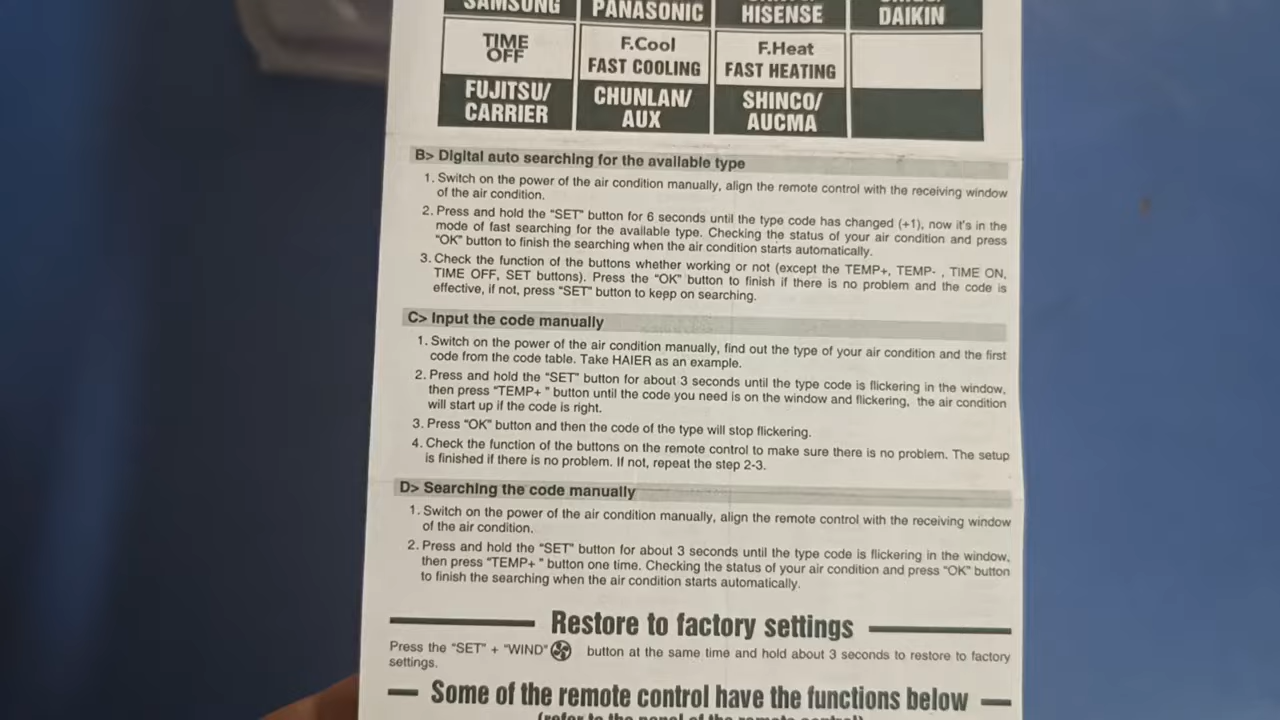 SAMSUNG PANASONIC HISENSE DAIKIN
TIME OFF F.Cool FAST COOLING F.Heat FAST HEATING
FUJITSU/ CARRIER CHUNLAN/ AUX SHINCO/ AUCMA
B> Digital auto searching for the available type
1. Switch on the power of the air condition manually, align the remote control with the receiving window
of the air condition.
2. Press and hold the "SET" button for 6 seconds until the type code has changed (+1), now it's in the
mode of fast searching for the available type. Checking the status of your air condition and press
"OK" button to finish the searching when the air condition starts automatically.
3. Check the function of the buttons whether working or not (except the TEMP+, TEMP- , TIME ON,
TIME OFF, SET buttons). Press the "OK" button to finish if there is no problem and the code is
effective, if not, press "SET" button to keep on searching.
C> Input the code manually
1. Switch on the power of the air condition manually, find out the type of your air condition and the first
code from the code table. Take HAIER as an example.
2. Press and hold the "SET" button for about 3 seconds until the type code is flickering in the window,
then press "TEMP+ " button until the code you need is on the window and flickering, the air condition
will start up if the code is right.
3. Press "OK" button and then the code of the type will stop flickering.
4. Check the function of the buttons on the remote control to make sure there is no problem. The setup
is finished if there is no problem. If not, repeat the step 2-3.
D> Searching the code manually
1. Switch on the power of the air condition manually, align the remote control with the receiving window
of the air condition.
2. Press and hold the "SET" button for about 3 seconds until the type code is flickering in the window,
then press "TEMP+ " button one time. Checking the status of your air condition and press "OK" button
to finish the searching when the air condition starts automatically.
Restore to factory settings
Press the "SET" + "WIND" button at the same time and hold about 3 seconds to restore to factory
settings.
Some of the remote control have the functions below
(refer to the panel of the remote control)